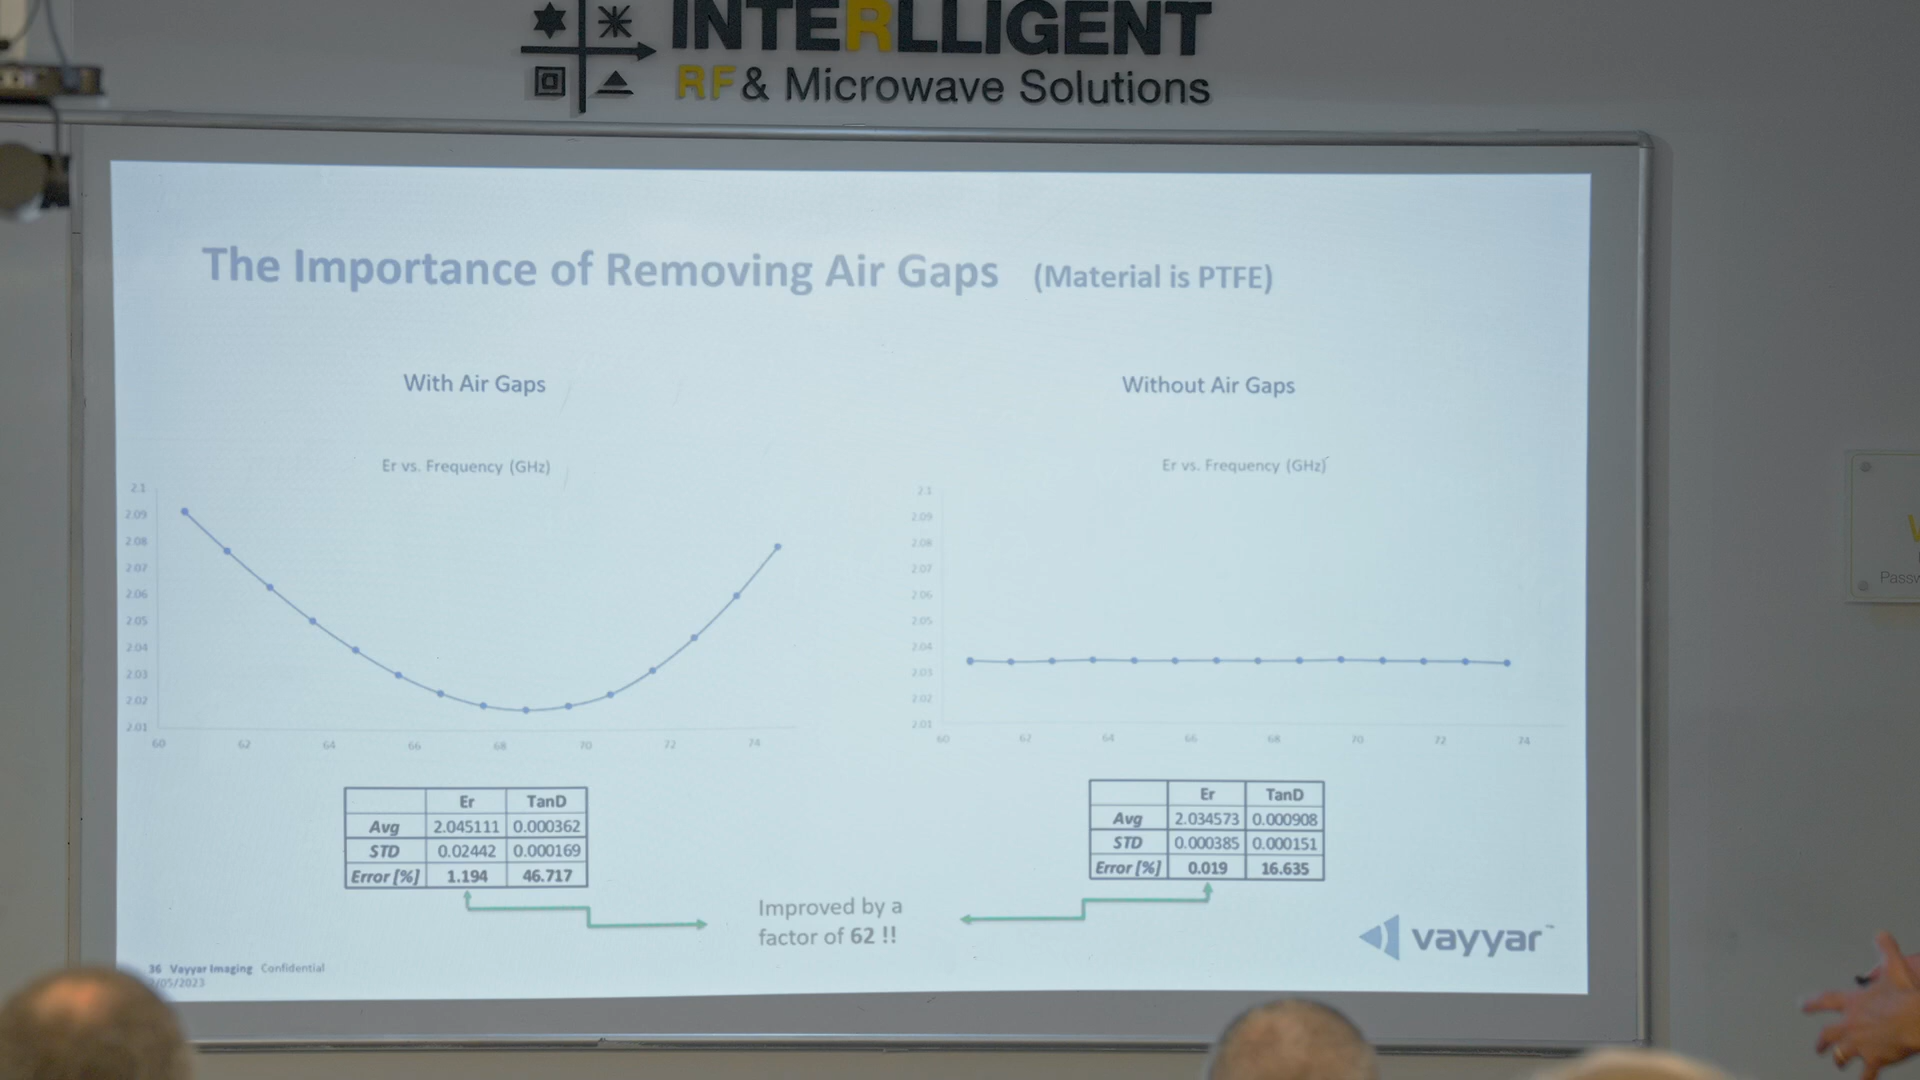 INTERLLIGENT
RF & Microwave Solutions
The Importance of Removing Air Gaps (Material is PTFE)
With Air Gaps
Without Air Gaps
Er vs. Frequency (GHz)
Er vs. Frequency (GHz)
2.1
2.09
2.08
2.07
2.06
2.05
2.04
2.03
2.02
2.01
60 62 64 66 68 70 72 74
2.1
2.09
2.08
2.07
2.06
2.05
2.04
2.03
2.02
2.01
60 62 64 66 68 70 72 74
Er TanD
Avg 2.045111 0.000362
STD 0.02442 0.000169
Error [%] 1.194 46.717
Er TanD
Avg 2.034573 0.000908
STD 0.000385 0.000151
Error [%] 0.019 16.635
Improved by a
factor of 62 !!
vayyar™
36 Vayyar Imaging Confidential
/05/2023